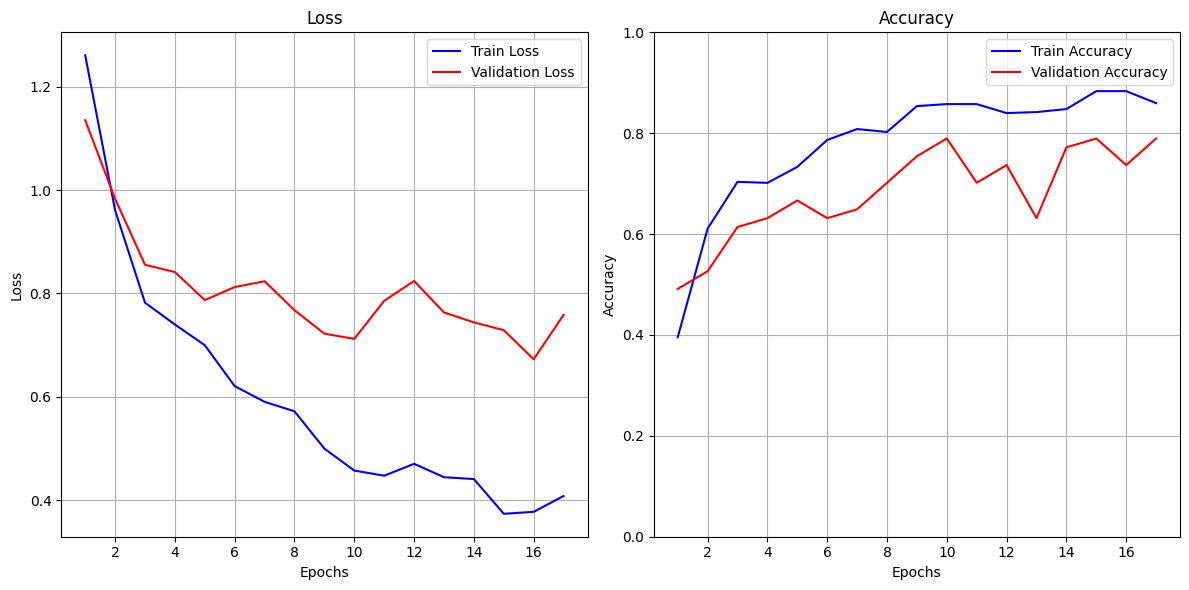 Loss
Train Loss
Validation Loss
1.2
1.0
0.8
0.6
0.4
Loss
2 4 6 8 10 12 14 16
Epochs
Accuracy
Train Accuracy
Validation Accuracy
1.0
0.8
0.6
0.4
0.2
0.0
Accuracy
2 4 6 8 10 12 14 16
Epochs